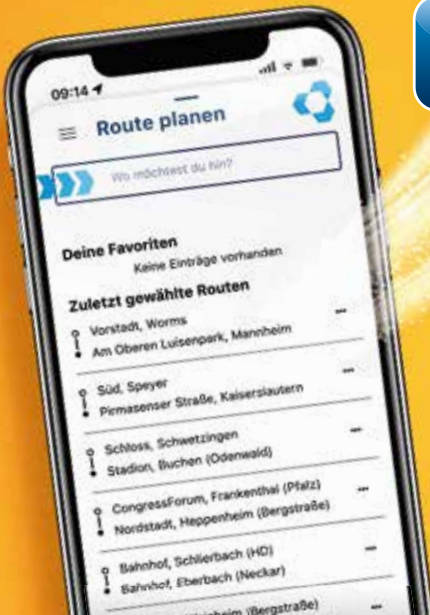 09:14
Route planen
Wo möchtest du hin?
Deine Favoriten
Keine Einträge vorhanden
Zuletzt gewählte Routen
Vorstadt, Worms
Am Oberen Luisenpark, Mannheim
Süd, Speyer
Pirmasenser Straße, Kaiserslautern
Schloss, Schwetzingen
Stadion, Buchen (Odenwald)
CongressForum, Frankenthal (Pfalz)
Nordstadt, Heppenheim (Bergstraße)
Bahnhof, Schlierbach (HD)
Bahnhof, Eberbach (Neckar)
(Bergstraße)